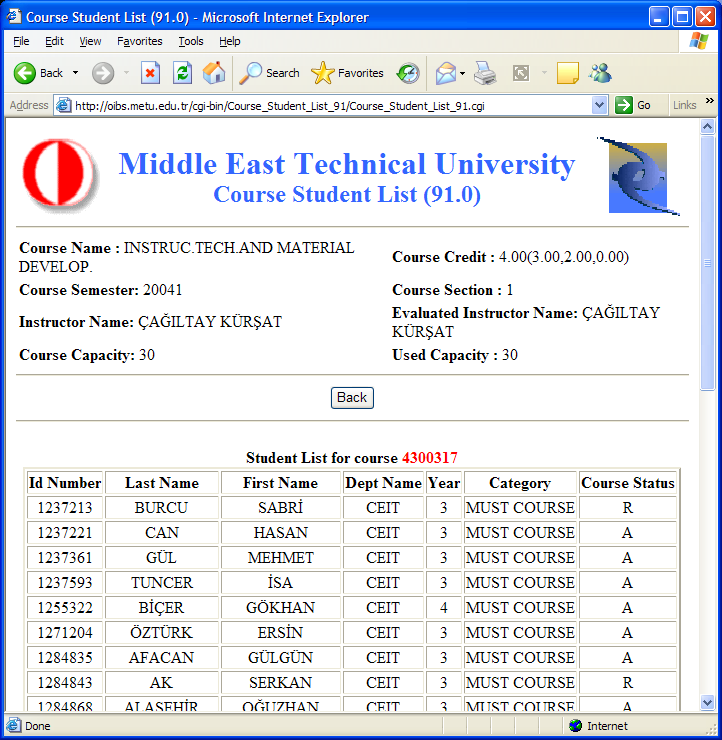 Course Student List (91.0) - Microsoft Internet Explorer
File Edit View Favorites Tools Help
Back Search Favorites
Address http://oibs.metu.edu.tr/cgi-bin/Course_Student_List_91/Course_Student_List_91.cgi Go Links »
Middle East Technical University
Course Student List (91.0)
Course Name : INSTRUC.TECH.AND MATERIAL
DEVELOP.
Course Credit : 4.00(3.00,2.00,0.00)
Course Semester: 20041 Course Section : 1
Instructor Name: ÇAĞILTAY KÜRŞAT
Evaluated Instructor Name: ÇAĞILTAY
KÜRŞAT
Course Capacity: 30 Used Capacity : 30
Back
Student List for course 4300317
Id Number Last Name First Name Dept Name Year Category Course Status
1237213 BURCU SABRİ CEIT 3 MUST COURSE R
1237221 CAN HASAN CEIT 3 MUST COURSE A
1237361 GÜL MEHMET CEIT 3 MUST COURSE A
1237593 TUNCER İSA CEIT 3 MUST COURSE A
1255322 BİÇER GÖKHAN CEIT 4 MUST COURSE A
1271204 ÖZTÜRK ERSİN CEIT 3 MUST COURSE A
1284835 AFACAN GÜLGÜN CEIT 3 MUST COURSE A
1284843 AK SERKAN CEIT 3 MUST COURSE R
1284868 ALAŞEHİR OĞUZHAN CEIT 3 MUST COURSE A
Done Internet